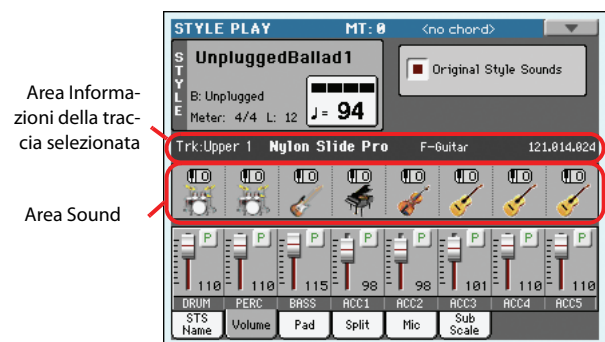 STYLE PLAY MT: 0 <no chord>
STYLE
UnpluggedBallad1
Original Style Sounds
B: Unplugged
Meter: 4/4 L: 12 ♩= 94
Area Informa-
zioni della trac-
cia selezionata
Trk:Upper 1 Nylon Slide Pro F-Guitar 121.014.024
Area Sound
P P P P P P P P
110 110 115 98 98 101 110 110
DRUM PERC BASS ACC1 ACC2 ACC3 ACC4 ACC5
STS Name Volume Pad Split Mic Sub Scale